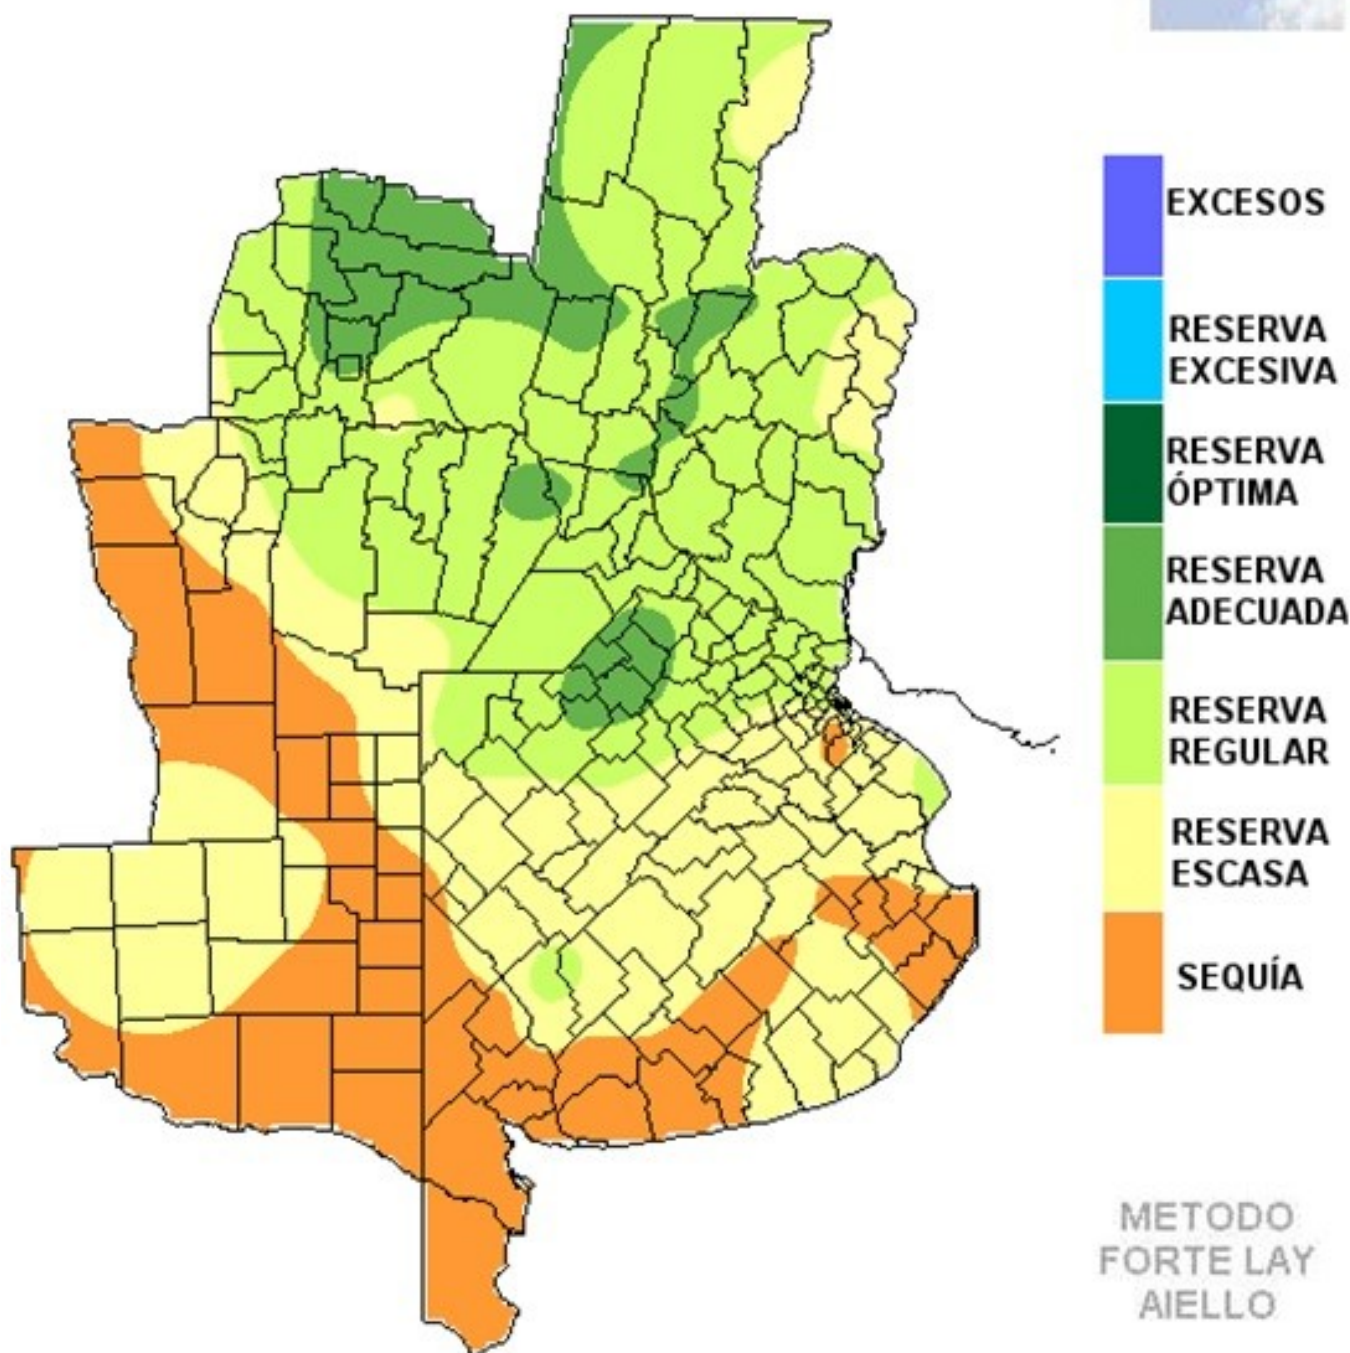 EXCESOS
RESERVA
EXCESIVA
RESERVA
ÓPTIMA
RESERVA
ADECUADA
RESERVA
REGULAR
RESERVA
ESCASA
SEQUÍA
METODO
FORTE LAY
AIELLO